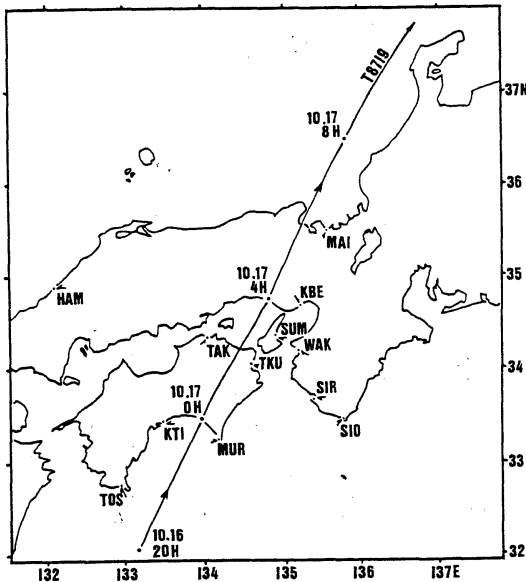 T8719
37N
10.17
8H
36
MAI
10.17
4H
KBE
35
HAM
SUM
WAK
TAK
TKU
34
10.17
0H
SIR
KTI
MUR
SIO
33
TOS
10.16
20H
32
132
133
134
135
136
137E